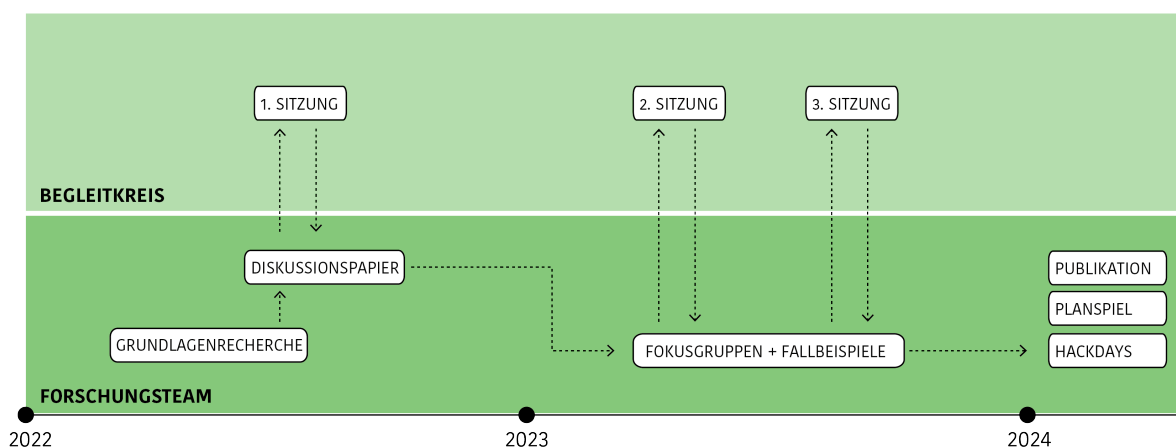 1. SITZUNG
2. SITZUNG
3. SITZUNG
BEGLEITKREIS
DISKUSSIONSPAPIER
PUBLIKATION
PLANSPIEL
GRUNDLAGENRECHERCHE
FOKUSGRUPPEN + FALLBEISPIELE
HACKDAYS
FORSCHUNGSTEAM
2022
2023
2024